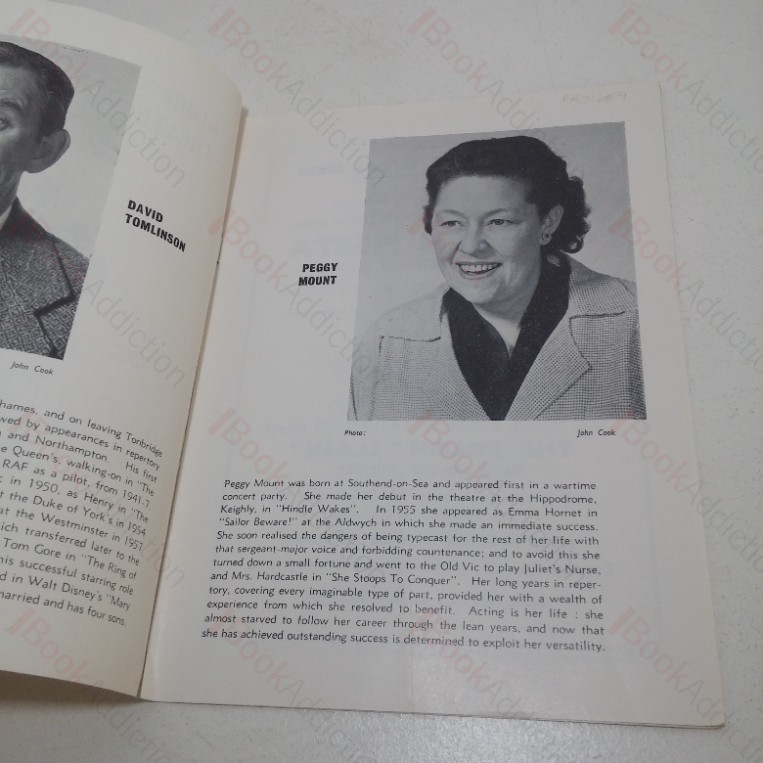 DAVID
TOMLINSON
John Cook
hames, and on leaving Tonbridge
wed by appearances in repertory
and Northampton. His first
e Queen's, walking-on in "The
RAF as a pilot, from 1941-7.
in 1950, as Henry in "The
t the Duke of York's in 1954
at the Westminster in 1957
ich transferred later to the
Tom Gore in "The Ring of
his successful starring role
d in Walt Disney's "Mary
married and has four sons.
PEGGY
MOUNT
Photo: John Cook
Peggy Mount was born at Southend-on-Sea and appeared first in a wartime
concert party. She made her debut in the theatre at the Hippodrome,
Keighly, in "Hindle Wakes". In 1955 she appeared as Emma Hornet in
"Sailor Beware!" at the Aldwych in which she made an immediate success.
She soon realised the dangers of being typecast for the rest of her life with
that sergeant-major voice and forbidding countenance; and to avoid this she
turned down a small fortune and went to the Old Vic to play Juliet's Nurse,
and Mrs. Hardcastle in "She Stoops To Conquer". Her long years in reper-
tory, covering every imaginable type of part, provided her with a wealth of
experience from which she resolved to benefit. Acting is her life : she
almost starved to follow her career through the lean years, and now that
she has achieved outstanding success is determined to exploit her versatility.
BookAddiction